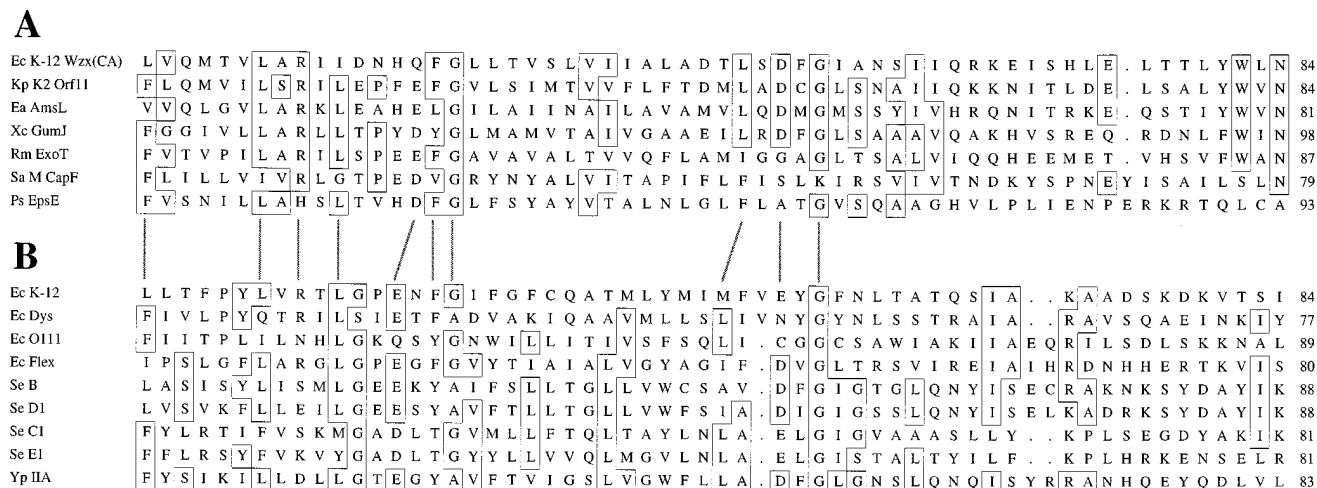 A
Ec K-12 Wzx(CA) L V Q M T V L A R I I D N H Q F G L L T V S L V I I A L A D T L S D F G I A N S I I Q R K E I S H L E . L T T L Y W L N 84
Kp K2 Orf11 F L Q M V I L S R I L E P F E F G V L S I M T V V F L F T D M L A D C G L S N A I I Q K K N I T L D E . L S A L Y W V N 84
Ea AmsL V V Q L G V L A R K L E A H E L G I L A I I N A I L A V A M V L Q D M G M S S Y I V H R Q N I T R K E . Q S T I Y W V N 81
Xc GumJ F G G I V L L A R L L T P Y D Y G L M A M V T A I V G A A E I L R D F G L S A A A V Q A K H V S R E Q . R D N L F W I N 98
Rm ExoT F V T V P I L A R I L S P E E F G A V A V A L T V V Q F L A M I G G A G L T S A L V I Q Q H E E M E T . V H S V F W A N 87
Sa M CapF F L I L L V I V R L G T P E D V G R Y N Y A L V I T A P I F L F I S L K I R S V I V T N D K Y S P N E Y I S A I L S L N 79
Ps EpsE F V S N I L L A H S L T V H D F G L F S Y A Y V T A L N L G L F L A T G V S Q A A G H V L P L I E N P E R K R T Q L C A 93
B
Ec K-12 L L T F P Y L V R T L G P E N F G I F G F C Q A T M L Y M I M F V E Y G F N L T A T Q S I A . . K A A D S K D K V T S I 84
Ec Dys F I V L P Y Q T R I L S I E T F A D V A K I Q A A V M L L S L I V N Y G Y N L S S T R A I A . . R A V S Q A E I N K I Y 77
Ec O111 F I I T P L I L N H L G K Q S Y G N W I L L I T I V S F S Q L I . C G G C S A W I A K I I A E Q R I L S D L S K K N A L 89
Ec Flex I P S L G F L A R G L G P E G F G V Y T I A I A L V G Y A G I F . D V G L T R S V I R E I A I H R D N H H E R T K V I S 80
Se B L A S I S Y L I S M L G E E K Y A I F S L L T G L L V W C S A V . D F G I G T G L Q N Y I S E C R A K N K S Y D A Y I K 88
Se D1 L V S V K F L L E I L G E E S Y A V F T L L T G L L V W F S I A . D I G I G S S L Q N Y I S E L K A D R K S Y D A Y I K 88
Se C1 F Y L R T I F V S K M G A D L T G V M L L F T Q L T A Y L N L A . E L G I G V A A A S L L Y . . K P L S E G D Y A K I K 81
Se E1 F F L R S Y F V K V Y G A D L T G Y Y L L V V Q L M G V L N L A . E L G I S T A L T Y I L F . . K P L H R K E N S E L R 81
Yp IIA F Y S I K I L L D L L G T E G Y A V F T V I G S L V G W F L L A . D F G L G N S L Q N Q I S Y R R A N H Q E Y Q D L V L 83